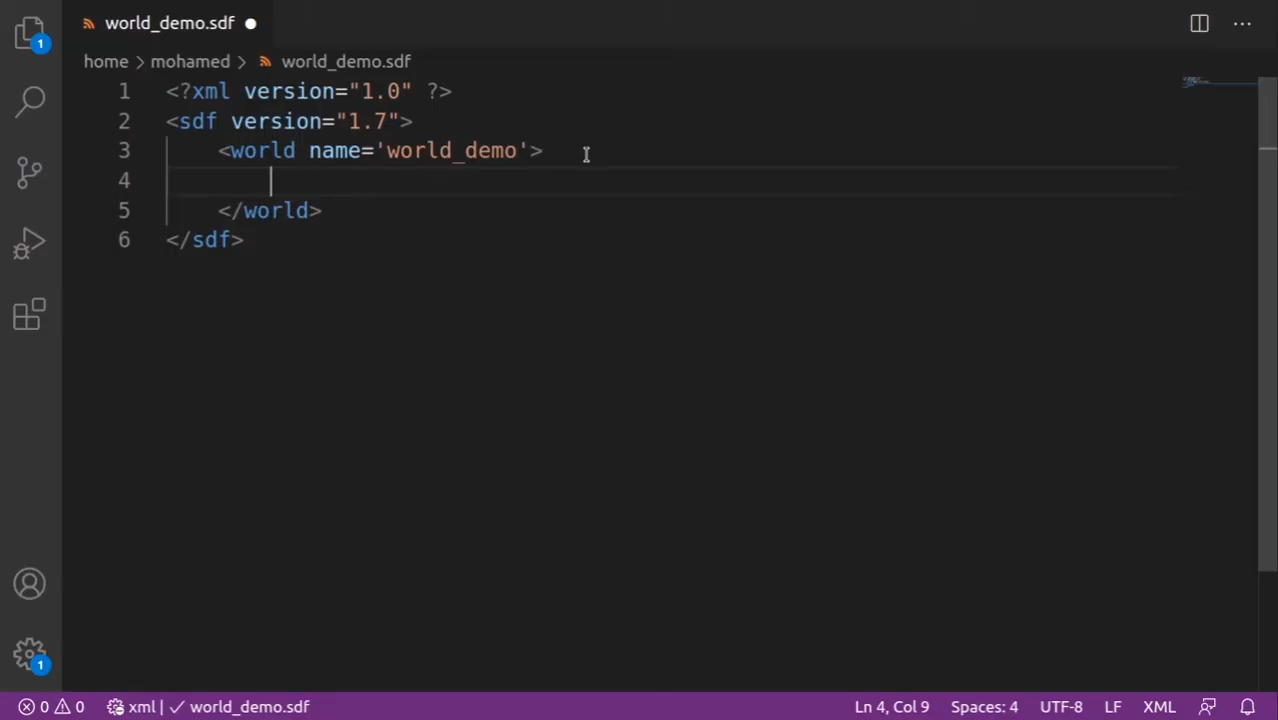 world_demo.sdf
1
home > mohamed > world_demo.sdf
1 <?xml version="1.0" ?>
2 <sdf version="1.7">
3 <world name='world_demo'>
4
5 </world>
6 </sdf>
1
0 0 xml | ✓ world_demo.sdf Ln 4, Col 9 Spaces: 4 UTF-8 LF XML